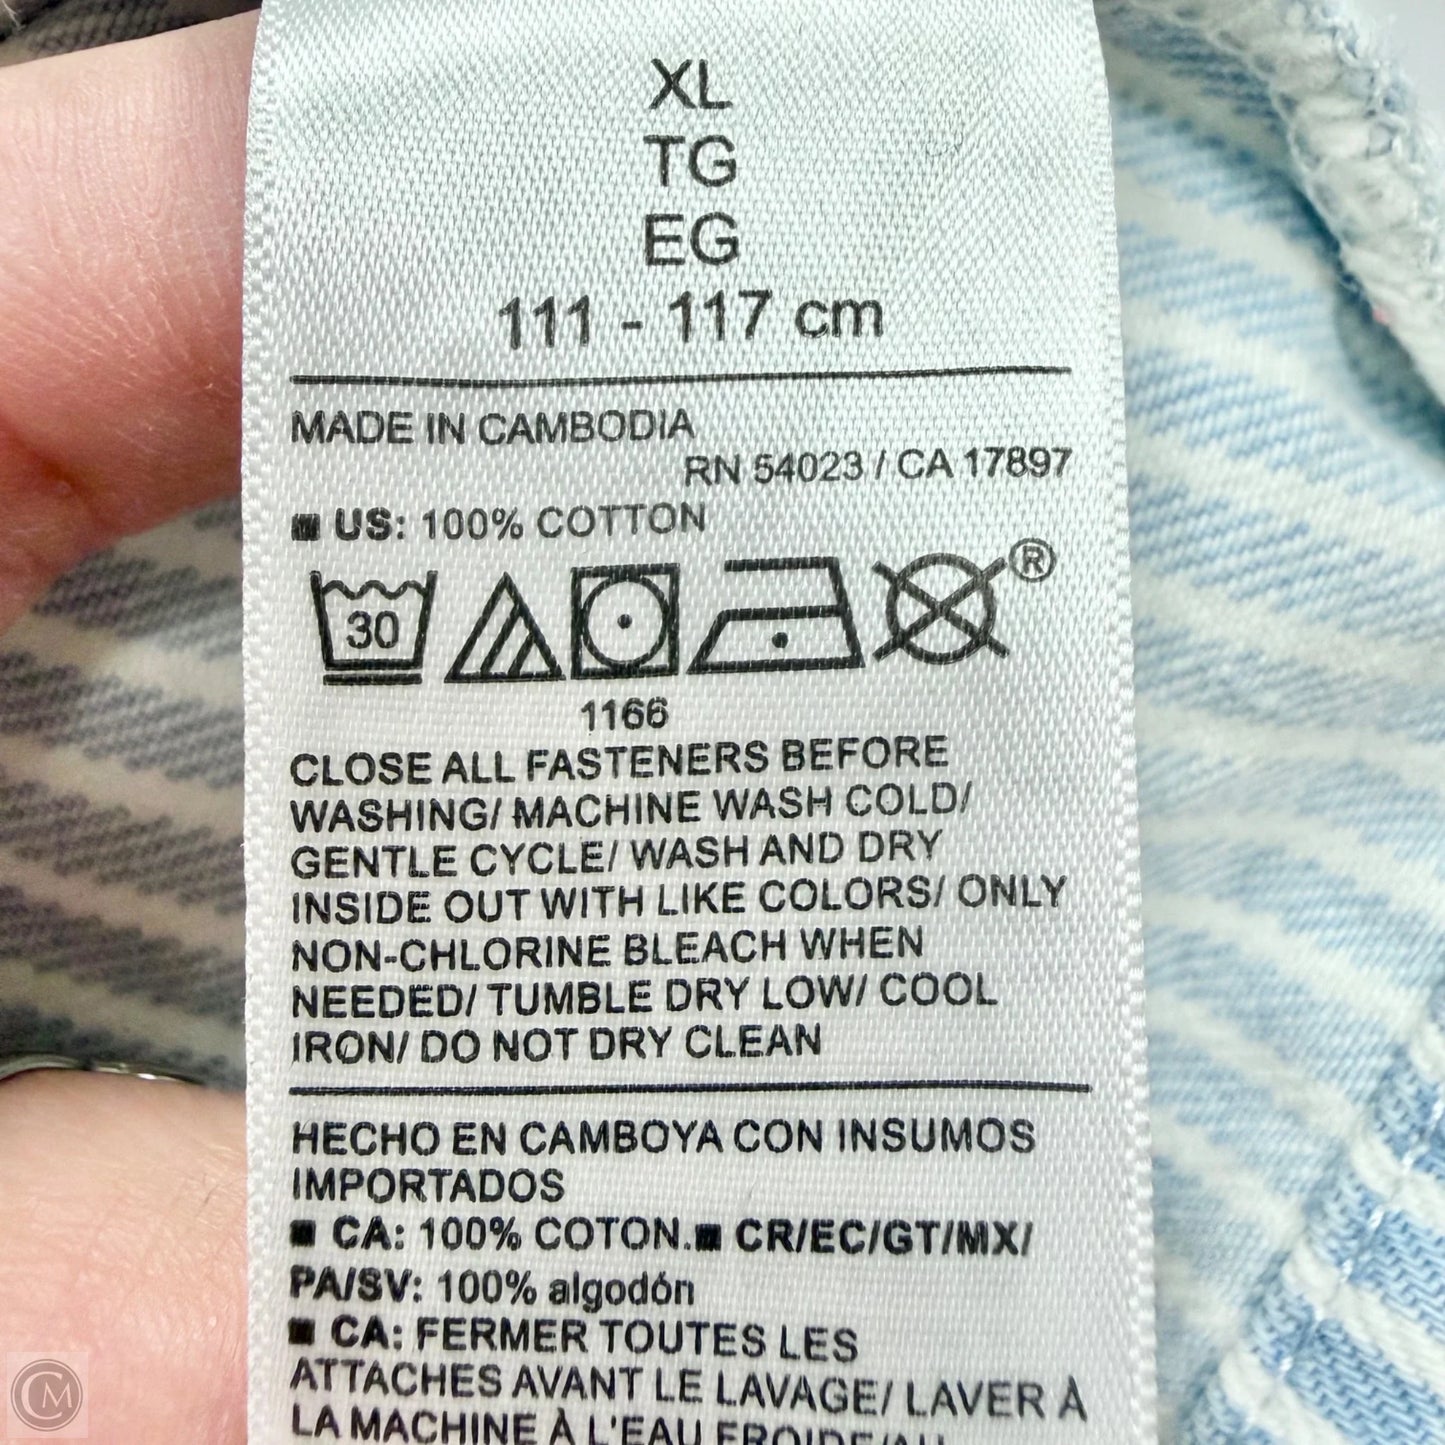 XL
TG
EG
111 - 117 cm
MADE IN CAMBODIA
RN 54023 / CA 17897
■ US: 100% COTTON
30
®
1166
CLOSE ALL FASTENERS BEFORE
WASHING/ MACHINE WASH COLD/
GENTLE CYCLE/ WASH AND DRY
INSIDE OUT WITH LIKE COLORS/ ONLY
NON-CHLORINE BLEACH WHEN
NEEDED/ TUMBLE DRY LOW/ COOL
IRON/ DO NOT DRY CLEAN
HECHO EN CAMBOYA CON INSUMOS
IMPORTADOS
■ CA: 100% COTON.■ CR/EC/GT/MX/
PA/SV: 100% algodón
■ CA: FERMER TOUTES LES
ATTACHES AVANT LE LAVAGE/ LAVER À
LA MACHINE À L'EAU FROIDE/AU
CM